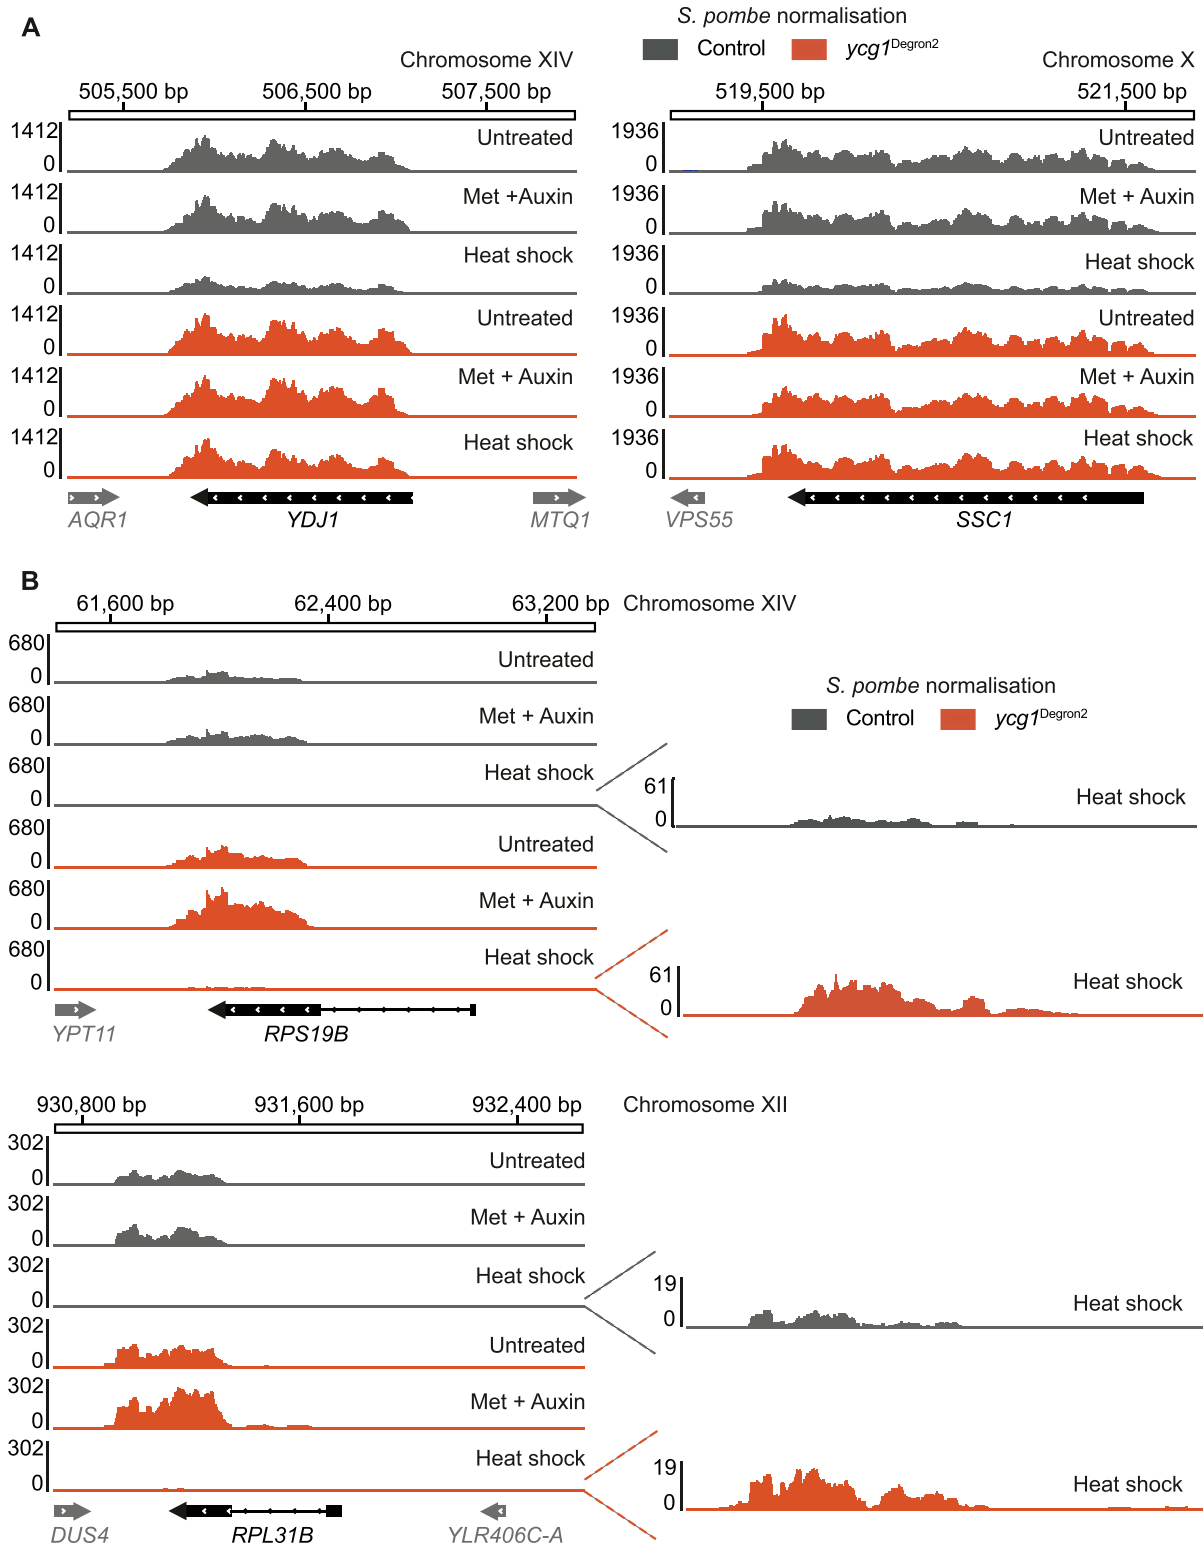 A
S. pombe normalisation
Control ycg1Degron2
Chromosome XIV
505,500 bp 506,500 bp 507,500 bp
1412
0
Untreated
1412
0
Met +Auxin
1412
0
Heat shock
1412
0
Untreated
1412
0
Met + Auxin
1412
0
Heat shock
AQR1 YDJ1 MTQ1
Chromosome X
519,500 bp 521,500 bp
1936
0
Untreated
1936
0
Met + Auxin
1936
0
Heat shock
1936
0
Untreated
1936
0
Met + Auxin
1936
0
Heat shock
VPS55 SSC1
B
61,600 bp 62,400 bp 63,200 bp Chromosome XIV
680
0
Untreated
680
0
Met + Auxin
680
0
Heat shock
680
0
Untreated
680
0
Met + Auxin
680
0
Heat shock
YPT11 RPS19B
S. pombe normalisation
Control ycg1Degron2
61
0
Heat shock
61
0
Heat shock
930,800 bp 931,600 bp 932,400 bp Chromosome XII
302
0
Untreated
302
0
Met + Auxin
302
0
Heat shock
302
0
Untreated
302
0
Met + Auxin
302
0
Heat shock
DUS4 RPL31B YLR406C-A
19
0
Heat shock
19
0
Heat shock